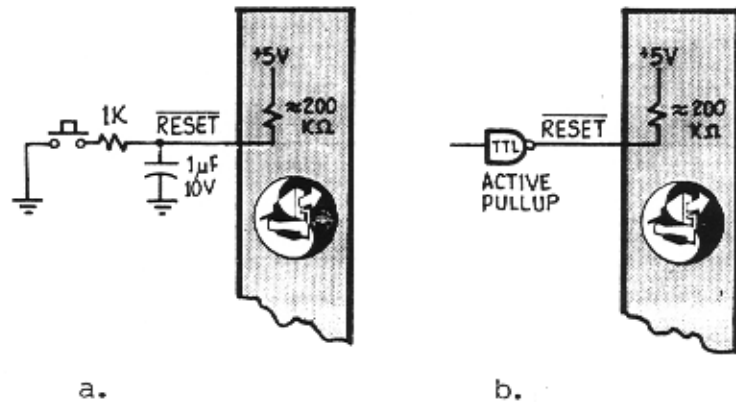 +5V
1K
RESET
≈200
KΩ
1µF
10V
a.
+5V
RESET
≈200
KΩ
TTL
ACTIVE
PULLUP
b.